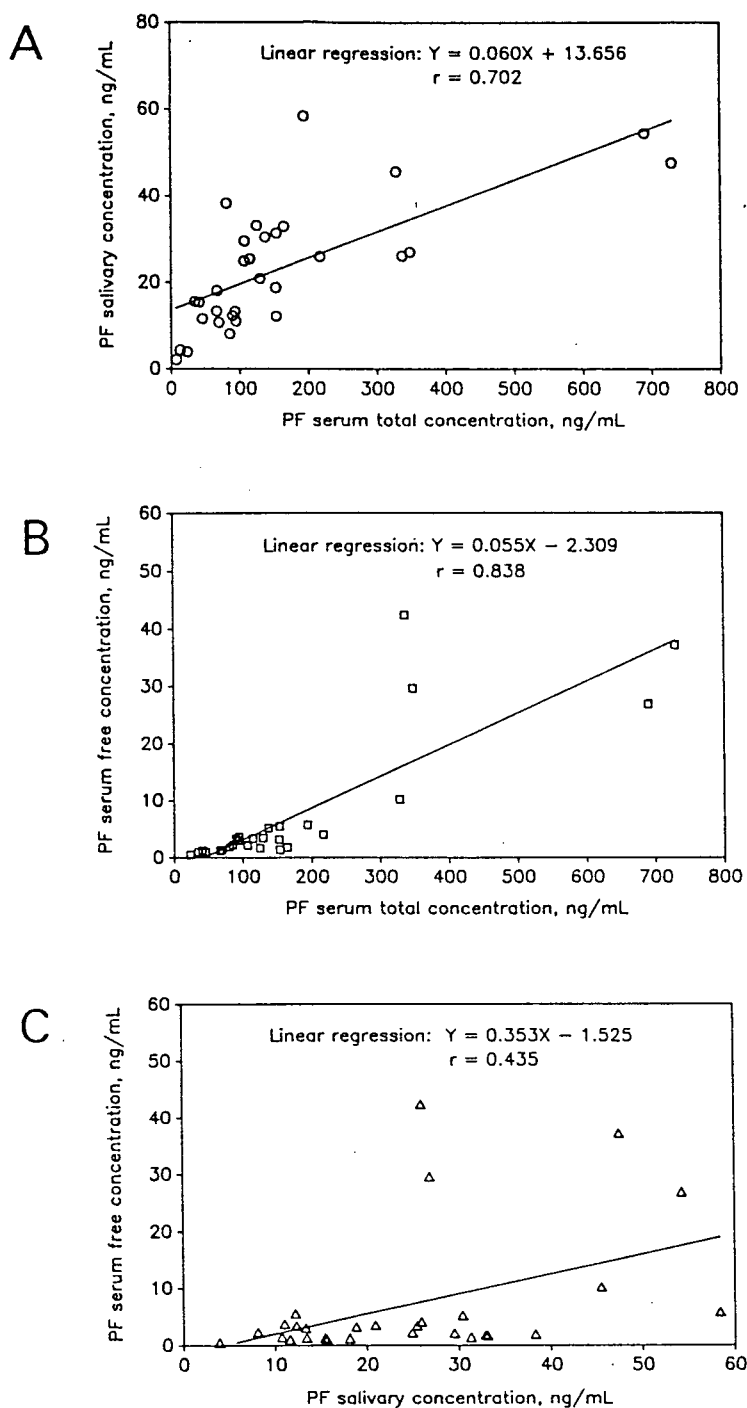 A
80
Linear regression: Y = 0.060X + 13.656
r = 0.702
60
40
20
0
0 100 200 300 400 500 600 700 800
PF salivary concentration, ng/mL
PF serum total concentration, ng/mL
B
60
Linear regression: Y = 0.055X − 2.309
r = 0.838
50
40
30
20
10
0
0 100 200 300 400 500 600 700 800
PF serum free concentration, ng/mL
PF serum total concentration, ng/mL
C
60
Linear regression: Y = 0.353X − 1.525
r = 0.435
50
40
30
20
10
0
0 10 20 30 40 50 60
PF serum free concentration, ng/mL
PF salivary concentration, ng/mL